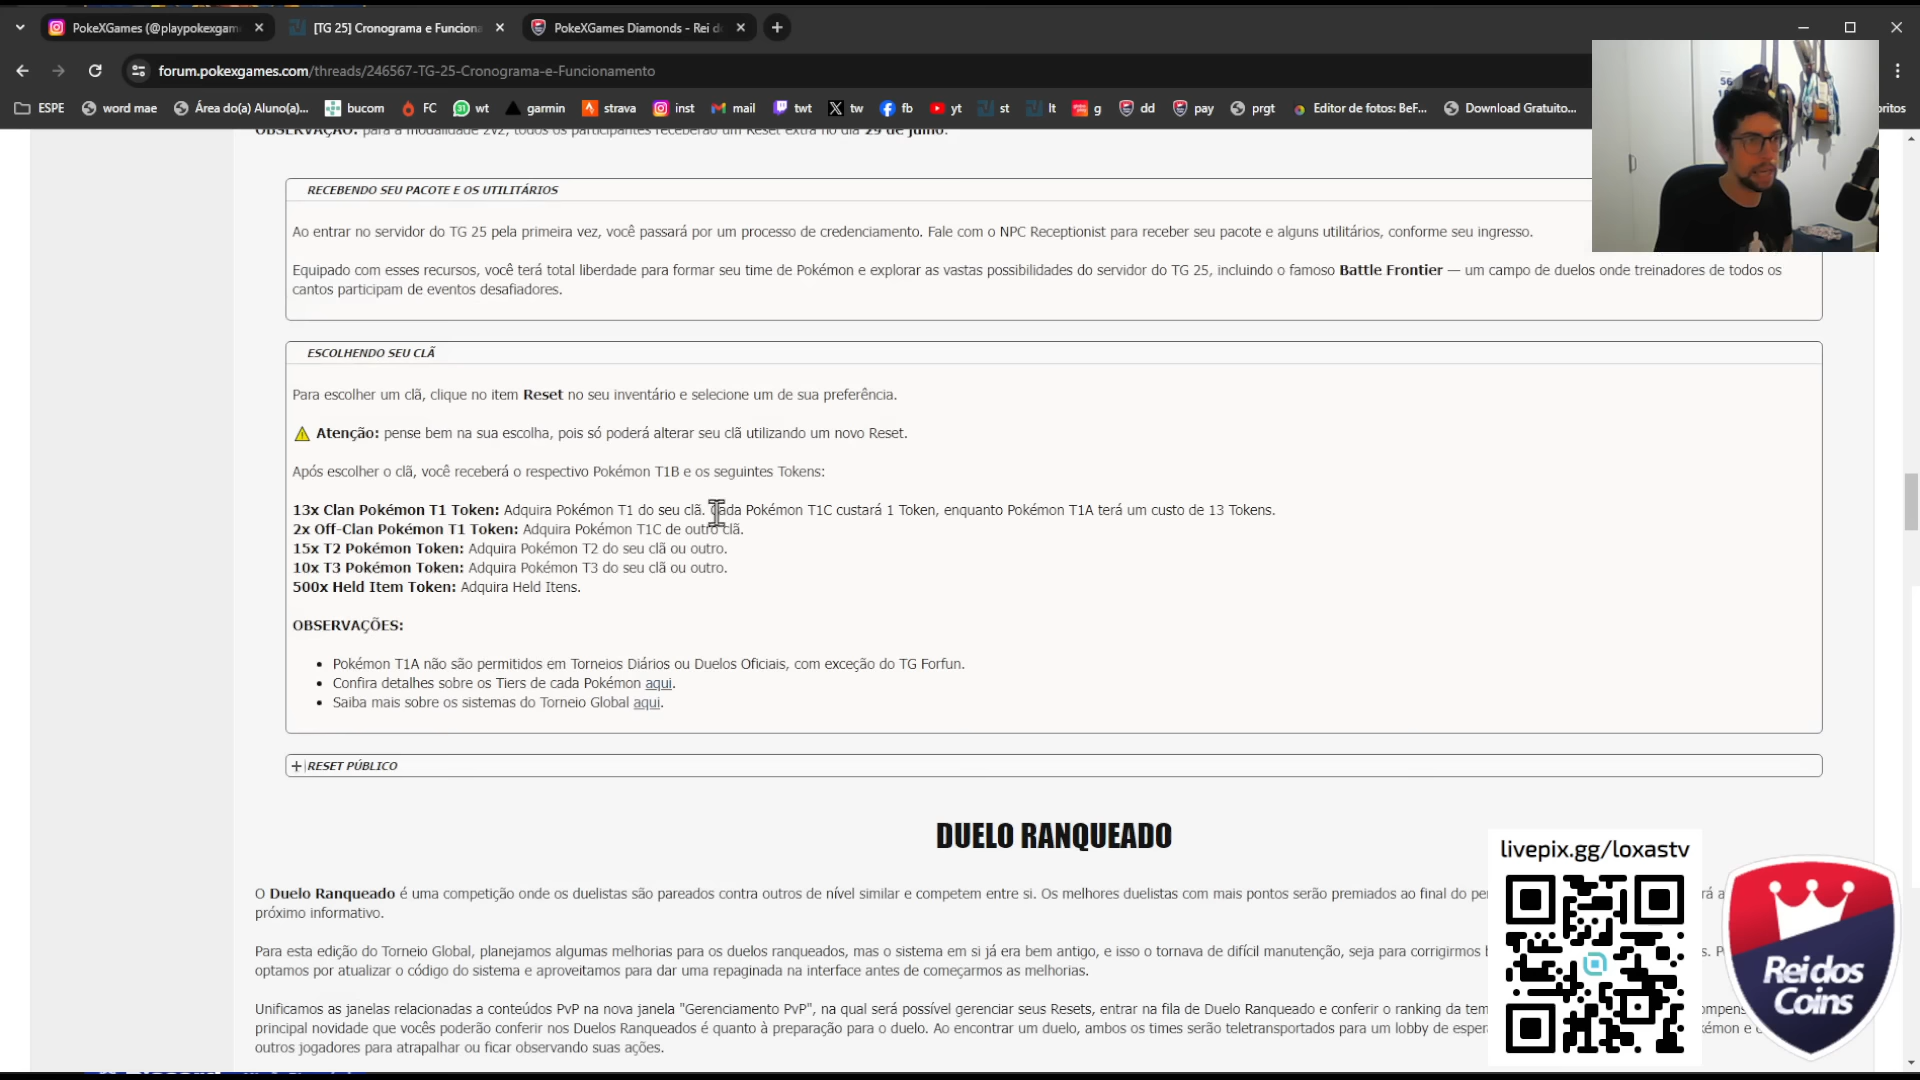 PokeXGames (@playpokexgam
[TG 25] Cronograma e Funciona
PokeXGames Diamonds - Rei d
forum.pokexgames.com/threads/246567-TG-25-Cronograma-e-Funcionamento
ESPE
word mae
Área do(a) Aluno(a)...
bucom
FC
wt
garmin
strava
inst
mail
twt
tw
fb
yt
st
lt
g
dd
pay
prgt
Editor de fotos: BeF...
Download Gratuito...
oritos
OBSERVAÇÃO: para a modalidade 2v2, todos os participantes receberão um Reset extra no dia 29 de julho.
RECEBENDO SEU PACOTE E OS UTILITÁRIOS
Ao entrar no servidor do TG 25 pela primeira vez, você passará por um processo de credenciamento. Fale com o NPC Receptionist para receber seu pacote e alguns utilitários, conforme seu ingresso.
Equipado com esses recursos, você terá total liberdade para formar seu time de Pokémon e explorar as vastas possibilidades do servidor do TG 25, incluindo o famoso Battle Frontier — um campo de duelos onde treinadores de todos os
cantos participam de eventos desafiadores.
ESCOLHENDO SEU CLÃ
Para escolher um clã, clique no item Reset no seu inventário e selecione um de sua preferência.
Atenção: pense bem na sua escolha, pois só poderá alterar seu clã utilizando um novo Reset.
Após escolher o clã, você receberá o respectivo Pokémon T1B e os seguintes Tokens:
13x Clan Pokémon T1 Token: Adquira Pokémon T1 do seu clã. Cada Pokémon T1C custará 1 Token, enquanto Pokémon T1A terá um custo de 13 Tokens.
2x Off-Clan Pokémon T1 Token: Adquira Pokémon T1C de outro clã.
15x T2 Pokémon Token: Adquira Pokémon T2 do seu clã ou outro.
10x T3 Pokémon Token: Adquira Pokémon T3 do seu clã ou outro.
500x Held Item Token: Adquira Held Itens.
OBSERVAÇÕES:
• Pokémon T1A não são permitidos em Torneios Diários ou Duelos Oficiais, com exceção do TG Forfun.
• Confira detalhes sobre os Tiers de cada Pokémon aqui.
• Saiba mais sobre os sistemas do Torneio Global aqui.
+ RESET PÚBLICO
DUELO RANQUEADO
livepix.gg/loxastv
O Duelo Ranqueado é uma competição onde os duelistas são pareados contra outros de nível similar e competem entre si. Os melhores duelistas com mais pontos serão premiados ao final do pe
próximo informativo.
Para esta edição do Torneio Global, planejamos algumas melhorias para os duelos ranqueados, mas o sistema em si já era bem antigo, e isso o tornava de difícil manutenção, seja para corrigirmos
optamos por atualizar o código do sistema e aproveitamos para dar uma repaginada na interface antes de começarmos as melhorias.
Unificamos as janelas relacionadas a conteúdos PvP na nova janela "Gerenciamento PvP", na qual será possível gerenciar seus Resets, entrar na fila de Duelo Ranqueado e conferir o ranking da tem
principal novidade que vocês poderão conferir nos Duelos Ranqueados é quanto à preparação para o duelo. Ao encontrar um duelo, ambos os times serão teletransportados para um lobby de esper
outros jogadores para atrapalhar ou ficar observando suas ações.
Rei dos
Coins